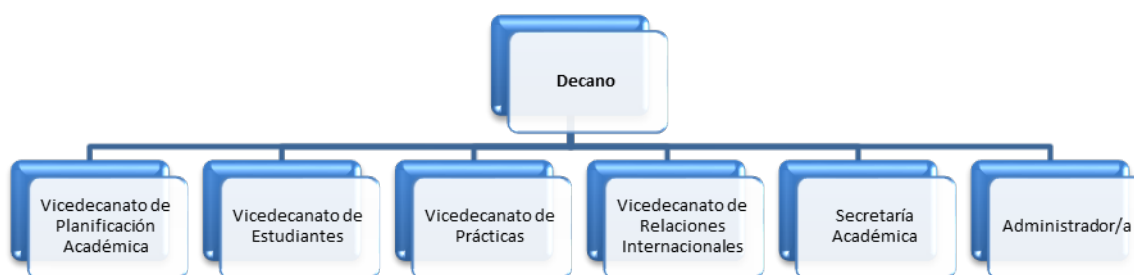 Decano
Vicedecanato de
Planificación
Académica
Vicedecanato de
Estudiantes
Vicedecanato de
Prácticas
Vicedecanato de
Relaciones
Internacionales
Secretaría
Académica
Administrador/a